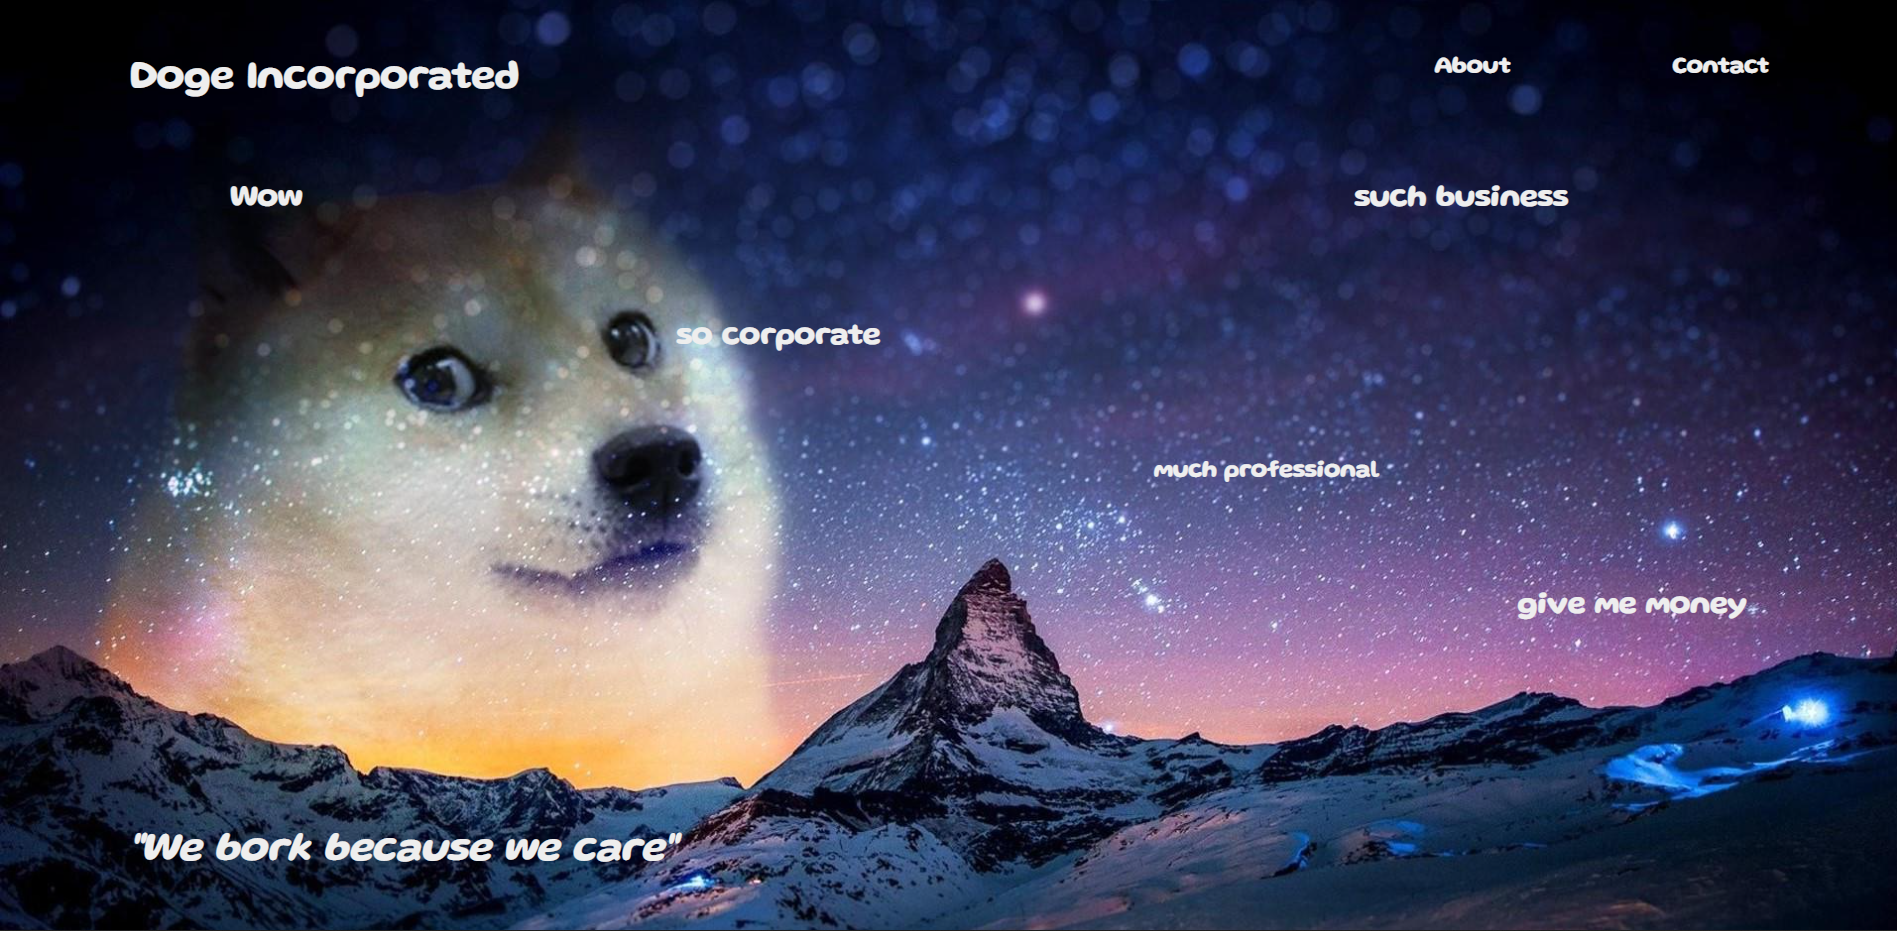 Doge Incorporated
About
Contact
Wow
such business
so corporate
much professional
give me money
"We bork because we care"